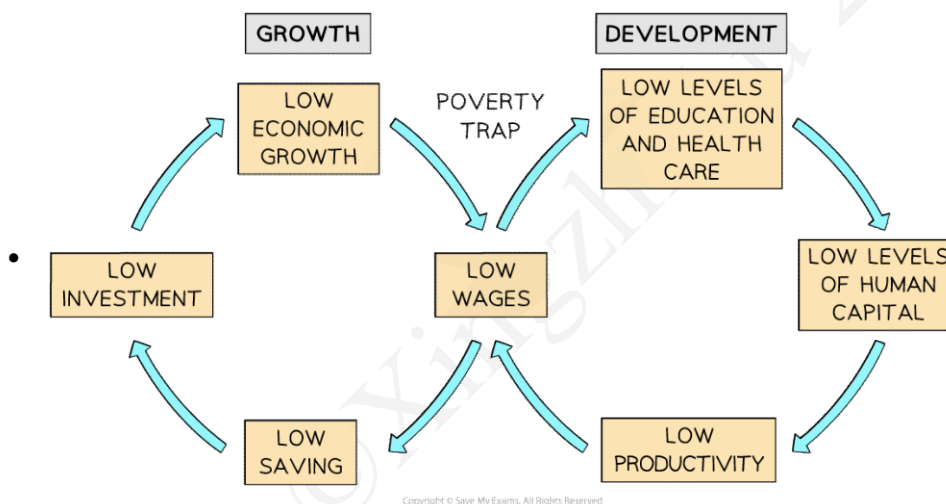 GROWTH
DEVELOPMENT
LOW
ECONOMIC
GROWTH
POVERTY
TRAP
LOW LEVELS
OF EDUCATION
AND HEALTH
CARE
LOW
INVESTMENT
LOW
WAGES
LOW LEVELS
OF HUMAN
CAPITAL
LOW
SAVING
LOW
PRODUCTIVITY
Copyright © Save My Exams. All Rights Reserved